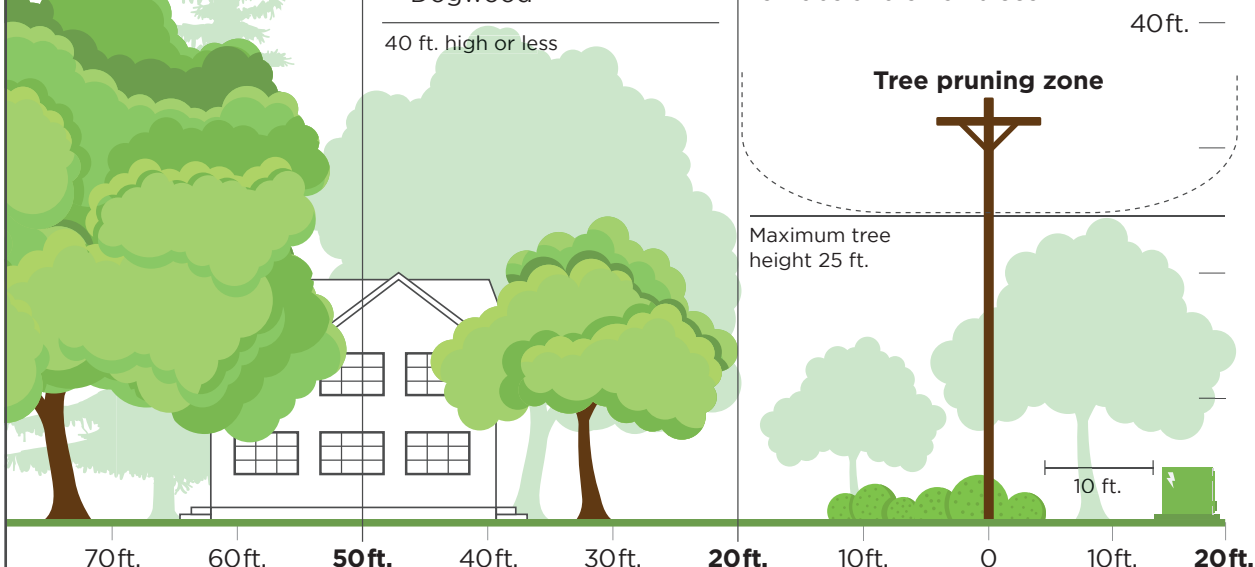 Dogwood
40 ft. high or less
40ft.
Tree pruning zone
Maximum tree
height 25 ft.
10 ft.
70ft.
60ft.
50ft.
40ft.
30ft.
20ft.
10ft.
0
10ft.
20ft.